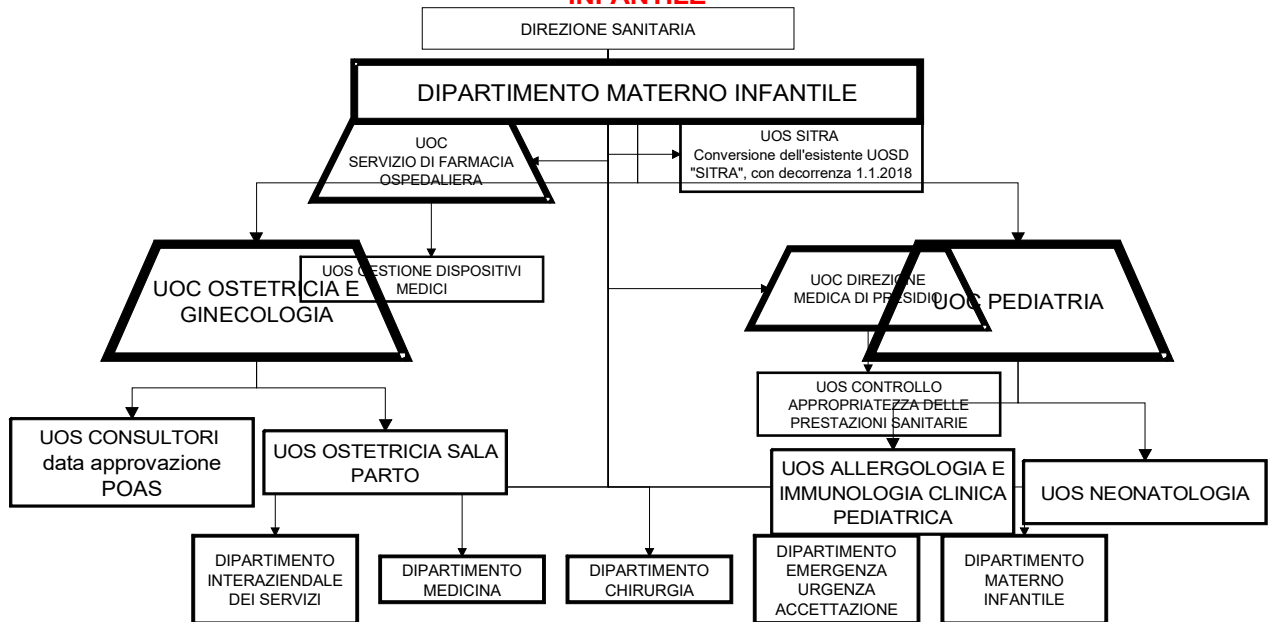 INFANTILE
DIREZIONE SANITARIA
DIPARTIMENTO MATERNO INFANTILE
UOC
SERVIZIO DI FARMACIA
OSPEDALIERA
UOS SITRA
Conversione dell'esistente UOSD
"SITRA", con decorrenza 1.1.2018
UOS GESTIONE DISPOSITIVI
MEDICI
UOC OSTETRICIA E
GINECOLOGIA
UOC DIREZIONE
MEDICA DI PRESIDIO
UOC PEDIATRIA
UOS CONTROLLO
APPROPRIATEZZA DELLE
PRESTAZIONI SANITARIE
UOS CONSULTORI
data approvazione
POAS
UOS OSTETRICIA SALA
PARTO
UOS ALLERGOLOGIA E
IMMUNOLOGIA CLINICA
PEDIATRICA
UOS NEONATOLOGIA
DIPARTIMENTO
INTERAZIENDALE
DEI SERVIZI
DIPARTIMENTO
MEDICINA
DIPARTIMENTO
CHIRURGIA
DIPARTIMENTO
EMERGENZA
URGENZA
ACCETTAZIONE
DIPARTIMENTO
MATERNO
INFANTILE